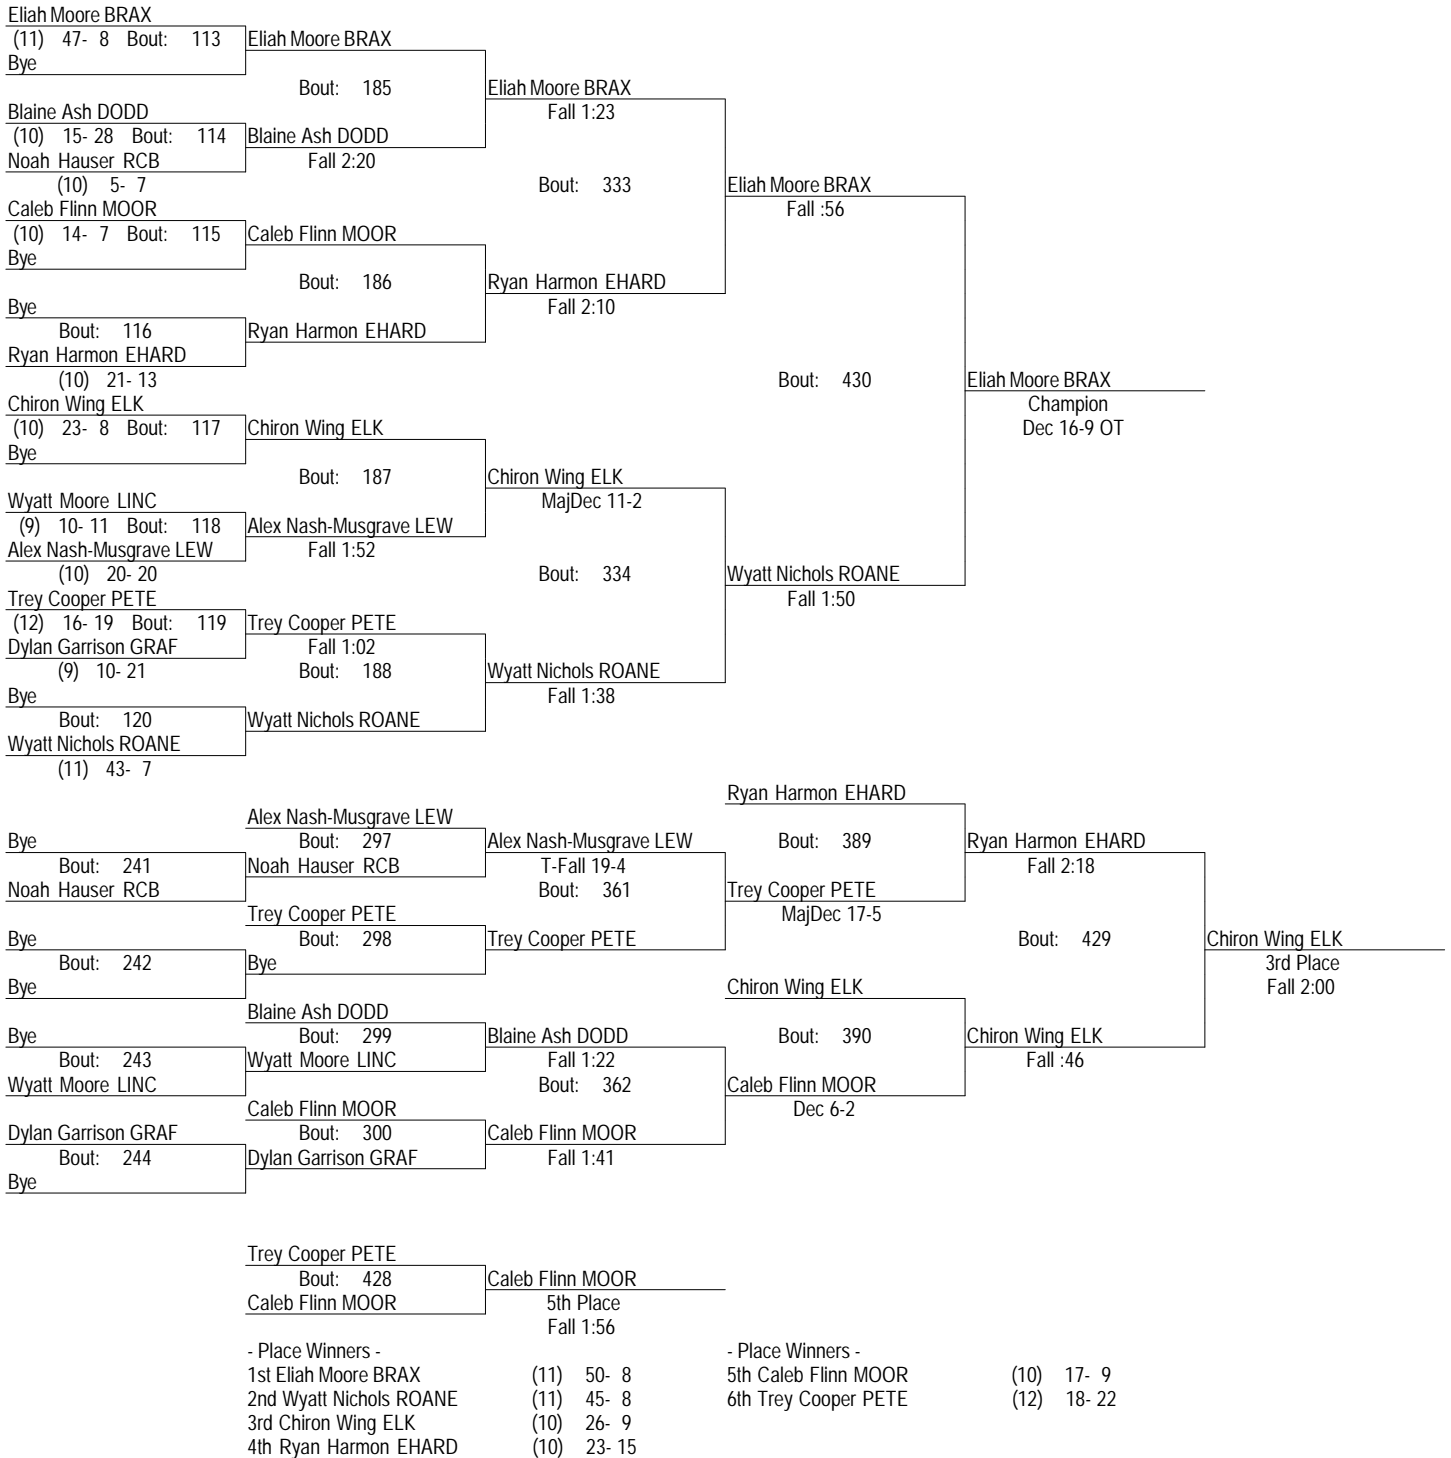 Eliah Moore BRAX
(11) 47- 8 Bout: 113 Eliah Moore BRAX
Bye
Bout: 185 Eliah Moore BRAX
Blaine Ash DODD Fall 1:23
(10) 15- 28 Bout: 114 Blaine Ash DODD
Noah Hauser RCB Fall 2:20
(10) 5- 7 Bout: 333 Eliah Moore BRAX
Caleb Flinn MOOR Fall :56
(10) 14- 7 Bout: 115 Caleb Flinn MOOR
Bye
Bout: 186 Ryan Harmon EHARD
Bye Fall 2:10
Bout: 116 Ryan Harmon EHARD
Ryan Harmon EHARD
(10) 21- 13 Bout: 430 Eliah Moore BRAX
Chiron Wing ELK Champion
(10) 23- 8 Bout: 117 Chiron Wing ELK Dec 16-9 OT
Bye
Bout: 187 Chiron Wing ELK
Wyatt Moore LINC MajDec 11-2
(9) 10- 11 Bout: 118 Alex Nash-Musgrave LEW
Alex Nash-Musgrave LEW Fall 1:52
(10) 20- 20 Bout: 334 Wyatt Nichols ROANE
Trey Cooper PETE Fall 1:50
(12) 16- 19 Bout: 119 Trey Cooper PETE
Dylan Garrison GRAF Fall 1:02
(9) 10- 21 Bout: 188 Wyatt Nichols ROANE
Bye Fall 1:38
Bout: 120 Wyatt Nichols ROANE
Wyatt Nichols ROANE
(11) 43- 7
Ryan Harmon EHARD
Alex Nash-Musgrave LEW
Bye Bout: 297 Alex Nash-Musgrave LEW Bout: 389 Ryan Harmon EHARD
Bout: 241 Noah Hauser RCB T-Fall 19-4 Fall 2:18
Noah Hauser RCB Bout: 361 Trey Cooper PETE
Trey Cooper PETE MajDec 17-5
Bye Bout: 298 Trey Cooper PETE Bout: 429 Chiron Wing ELK
Bout: 242 Bye 3rd Place
Bye Chiron Wing ELK Fall 2:00
Blaine Ash DODD
Bye Bout: 299 Blaine Ash DODD Bout: 390 Chiron Wing ELK
Bout: 243 Wyatt Moore LINC Fall 1:22 Fall :46
Wyatt Moore LINC Bout: 362 Caleb Flinn MOOR
Caleb Flinn MOOR Dec 6-2
Dylan Garrison GRAF Bout: 300 Caleb Flinn MOOR
Bout: 244 Dylan Garrison GRAF Fall 1:41
Bye
Trey Cooper PETE
Bout: 428 Caleb Flinn MOOR
Caleb Flinn MOOR 5th Place
Fall 1:56
- Place Winners - - Place Winners -
1st Eliah Moore BRAX (11) 50- 8 5th Caleb Flinn MOOR (10) 17- 9
2nd Wyatt Nichols ROANE (11) 45- 8 6th Trey Cooper PETE (12) 18- 22
3rd Chiron Wing ELK (10) 26- 9
4th Ryan Harmon EHARD (10) 23- 15